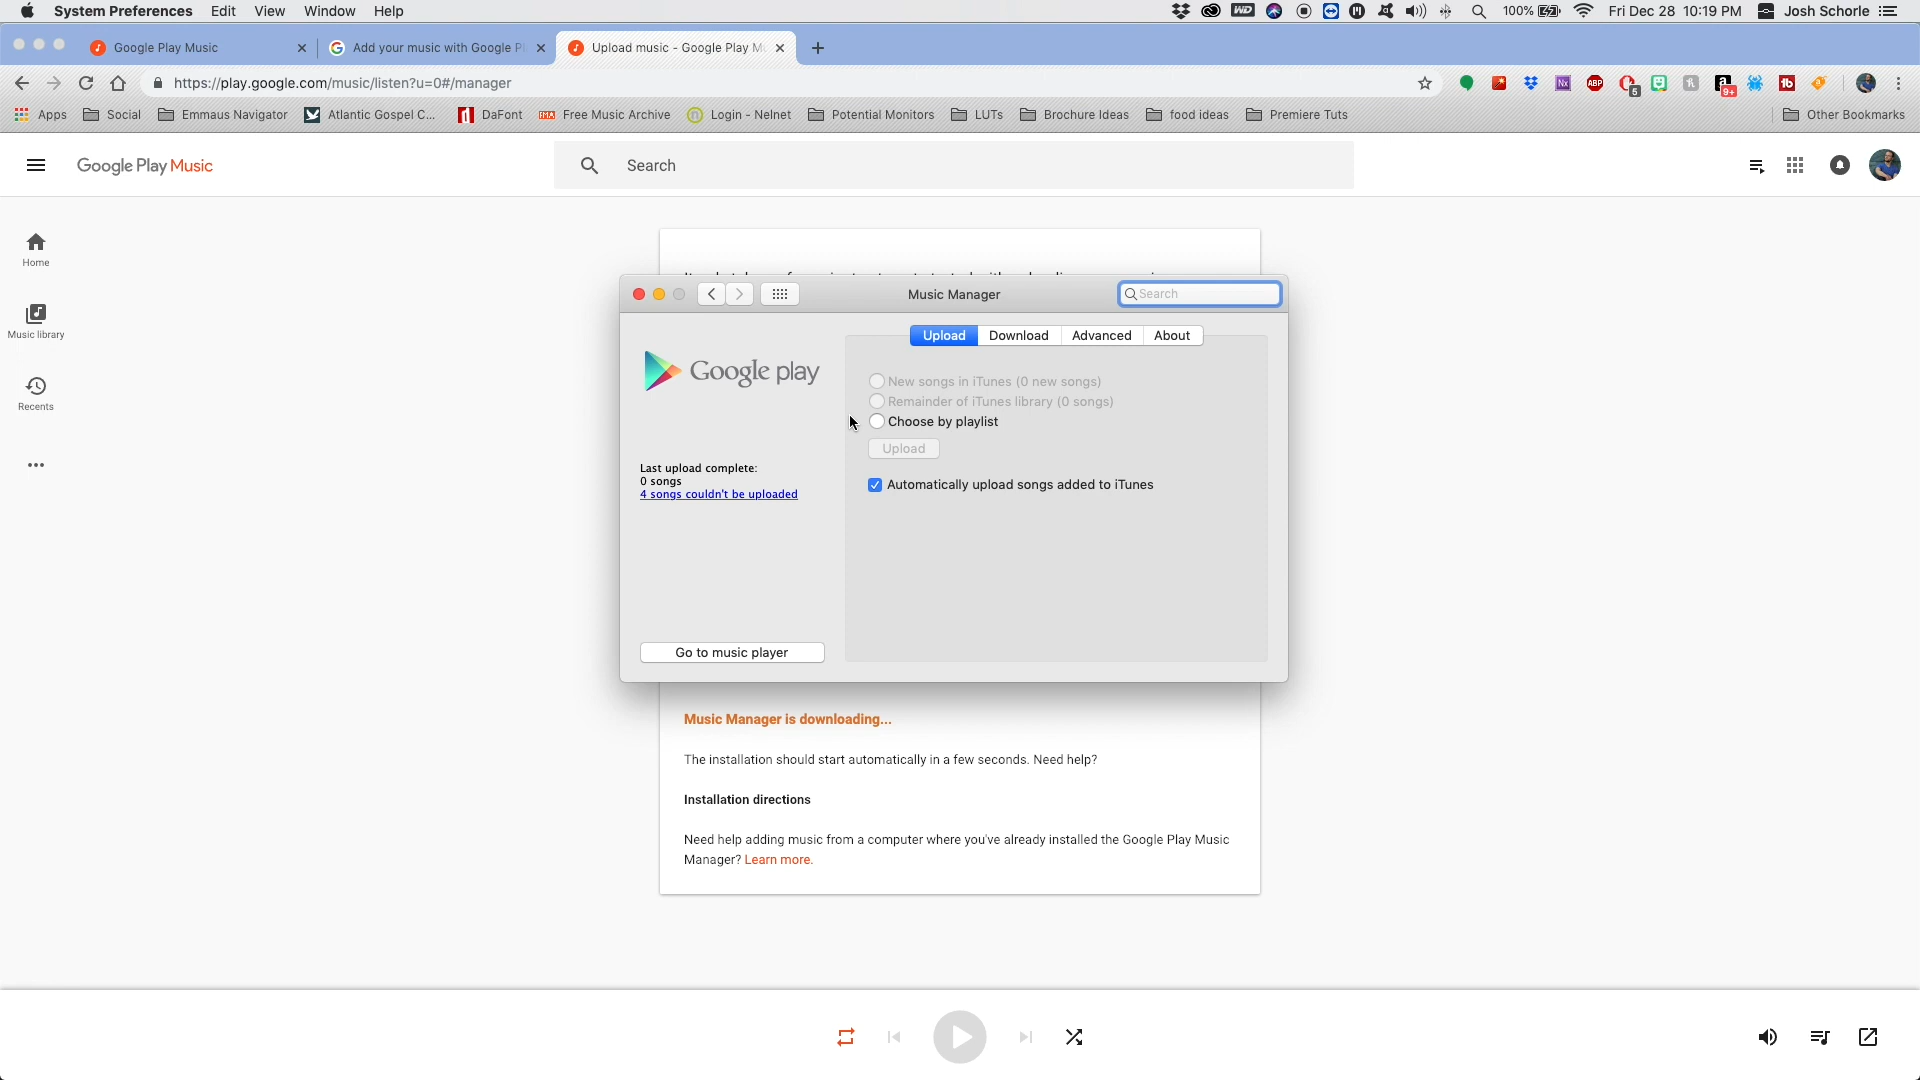 System Preferences Edit View Window Help
100% Fri Dec 28 10:19 PM Josh Schorle
Google Play Music
Add your music with Google Pl
Upload music - Google Play Mu
https://play.google.com/music/listen?u=0#/manager
Apps Social Emmaus Navigator Atlantic Gospel C... DaFont Free Music Archive Login - Nelnet Potential Monitors LUTs Brochure Ideas food ideas Premiere Tuts Other Bookmarks
Google Play Music
Search
Home
Music library
Recents
Music Manager
Search
Upload Download Advanced About
Google play
New songs in iTunes (0 new songs)
Remainder of iTunes library (0 songs)
Choose by playlist
Upload
Automatically upload songs added to iTunes
Last upload complete:
0 songs
4 songs couldn't be uploaded
Go to music player
Music Manager is downloading...
The installation should start automatically in a few seconds. Need help?
Installation directions
Need help adding music from a computer where you've already installed the Google Play Music
Manager? Learn more.